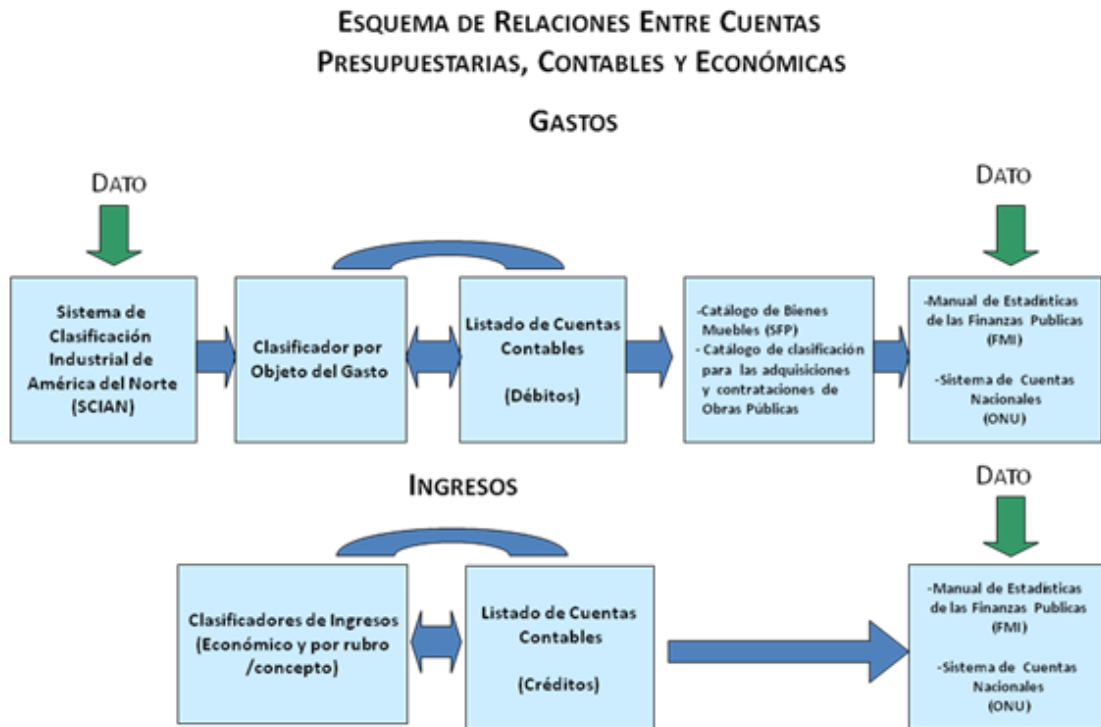 ESQUEMA DE RELACIONES ENTRE CUENTAS
PRESUPUESTARIAS, CONTABLES Y ECONÓMICAS
GASTOS
DATO
DATO
Sistema de
Clasificación
Industrial de
América del Norte
(SCIAN)
Clasificador por
Objeto del Gasto
Listado de Cuentas
Contables
(Débitos)
-Catálogo de Bienes
Muebles (SFP)
- Catálogo de clasificación
para las adquisiciones
y contrataciones de
Obras Públicas
-Manual de Estadísticas
de las Finanzas Publicas
(FMI)
-Sistema de Cuentas
Nacionales
(ONU)
INGRESOS
DATO
Clasificadores de Ingresos
(Económico y por rubro
/concepto)
Listado de Cuentas
Contables
(Créditos)
-Manual de Estadísticas
de las Finanzas Publicas
(FMI)
-Sistema de Cuentas
Nacionales
(ONU)